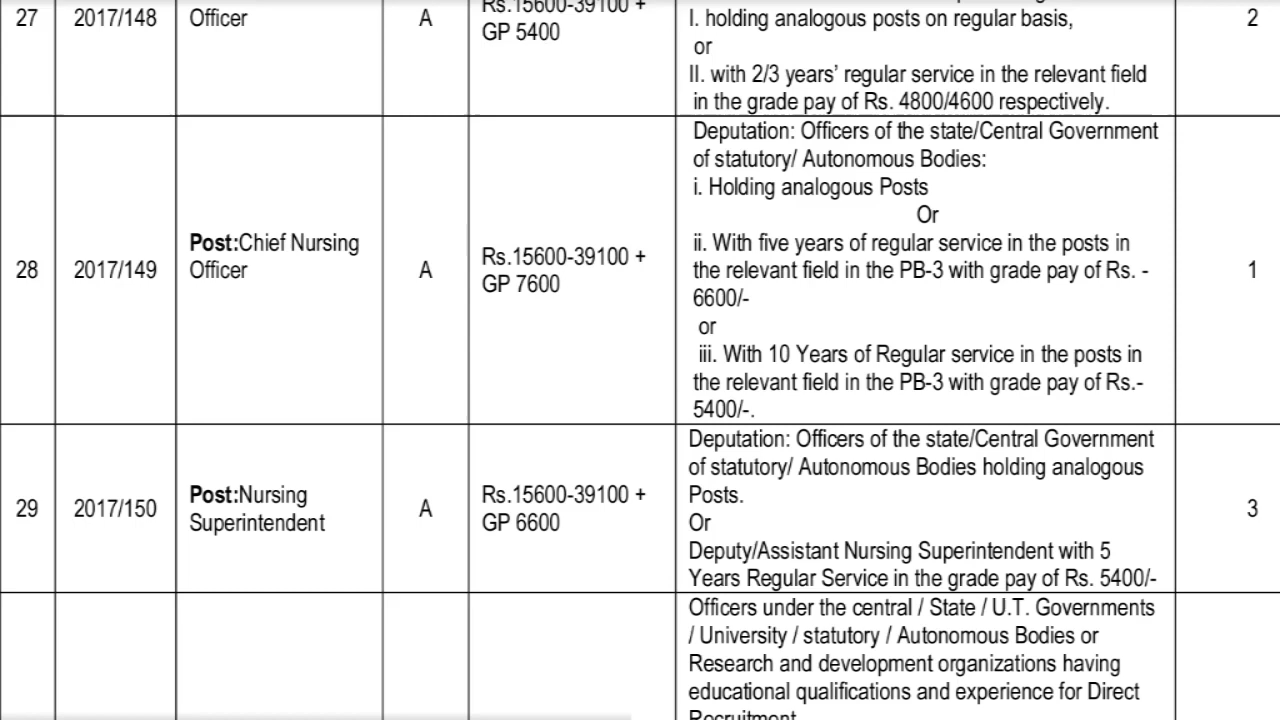 27
2017/148
Officer
A
Rs.15600-39100 +
GP 5400
I. holding analogous posts on regular basis,
or
II. with 2/3 years’ regular service in the relevant field
in the grade pay of Rs. 4800/4600 respectively.
2
28
2017/149
Post:Chief Nursing
Officer
A
Rs.15600-39100 +
GP 7600
Deputation: Officers of the state/Central Government
of statutory/ Autonomous Bodies:
i. Holding analogous Posts
Or
ii. With five years of regular service in the posts in
the relevant field in the PB-3 with grade pay of Rs. -
6600/-
or
iii. With 10 Years of Regular service in the posts in
the relevant field in the PB-3 with grade pay of Rs.-
5400/-.
1
29
2017/150
Post:Nursing
Superintendent
A
Rs.15600-39100 +
GP 6600
Deputation: Officers of the state/Central Government
of statutory/ Autonomous Bodies holding analogous
Posts.
Or
Deputy/Assistant Nursing Superintendent with 5
Years Regular Service in the grade pay of Rs. 5400/-
3
Officers under the central / State / U.T. Governments
/ University / statutory / Autonomous Bodies or
Research and development organizations having
educational qualifications and experience for Direct
Recruitment